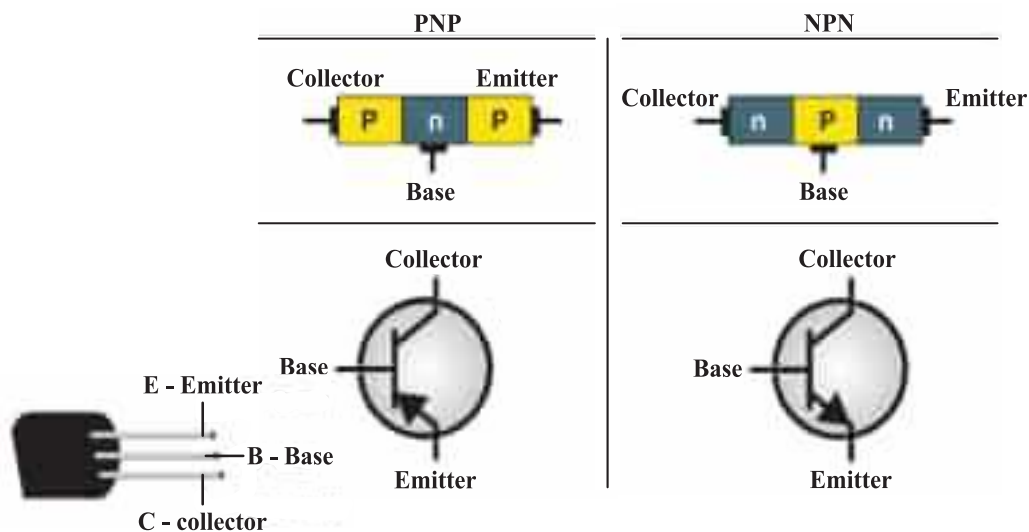 PNP
NPN
Collector
Emitter
P n P
Base
Collector
Emitter
n P n
Base
Collector
Base
Emitter
Collector
Base
Emitter
E - Emitter
B - Base
C - collector